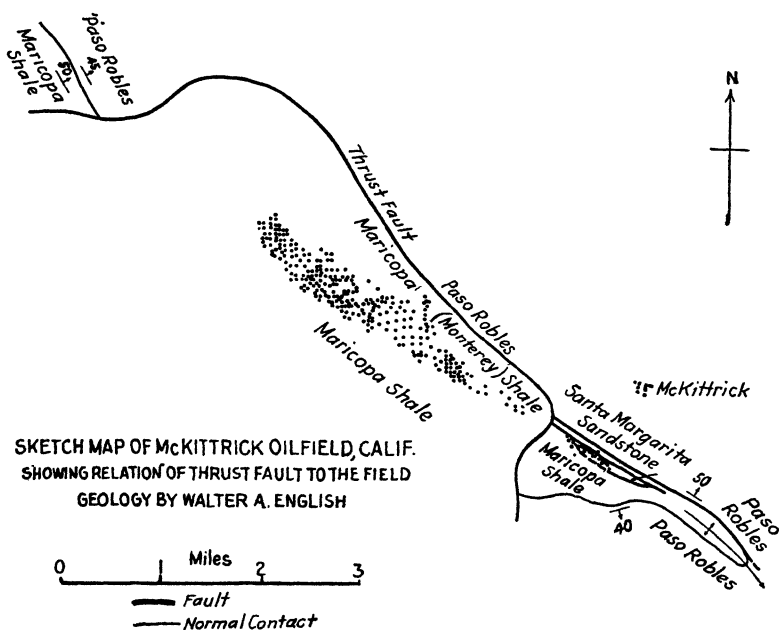 Paso Robles
Maricopa
Shale
50
45
N
Thrust Fault
Maricopa
(Monterey) Shale
Paso Robles
Maricopa Shale
McKittrick
Santa Margarita
Sandstone
Maricopa
Shale
50
Paso
Robles
40
Paso Robles
SKETCH MAP OF McKITTRICK OILFIELD, CALIF.
SHOWING RELATION OF THRUST FAULT TO THE FIELD
GEOLOGY BY WALTER A. ENGLISH
Miles
0 1 2 3
Fault
Normal Contact